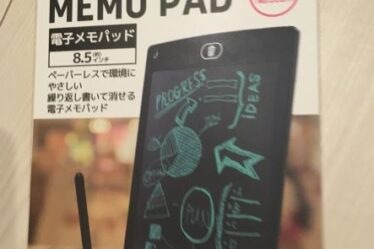 MEMO PAD
電子メモパッド
8.5(約)インチ
ペーパーレスで環境に
やさしい
繰り返し書いて消せる
電子メモパッド
PROGRESS
IDEAS